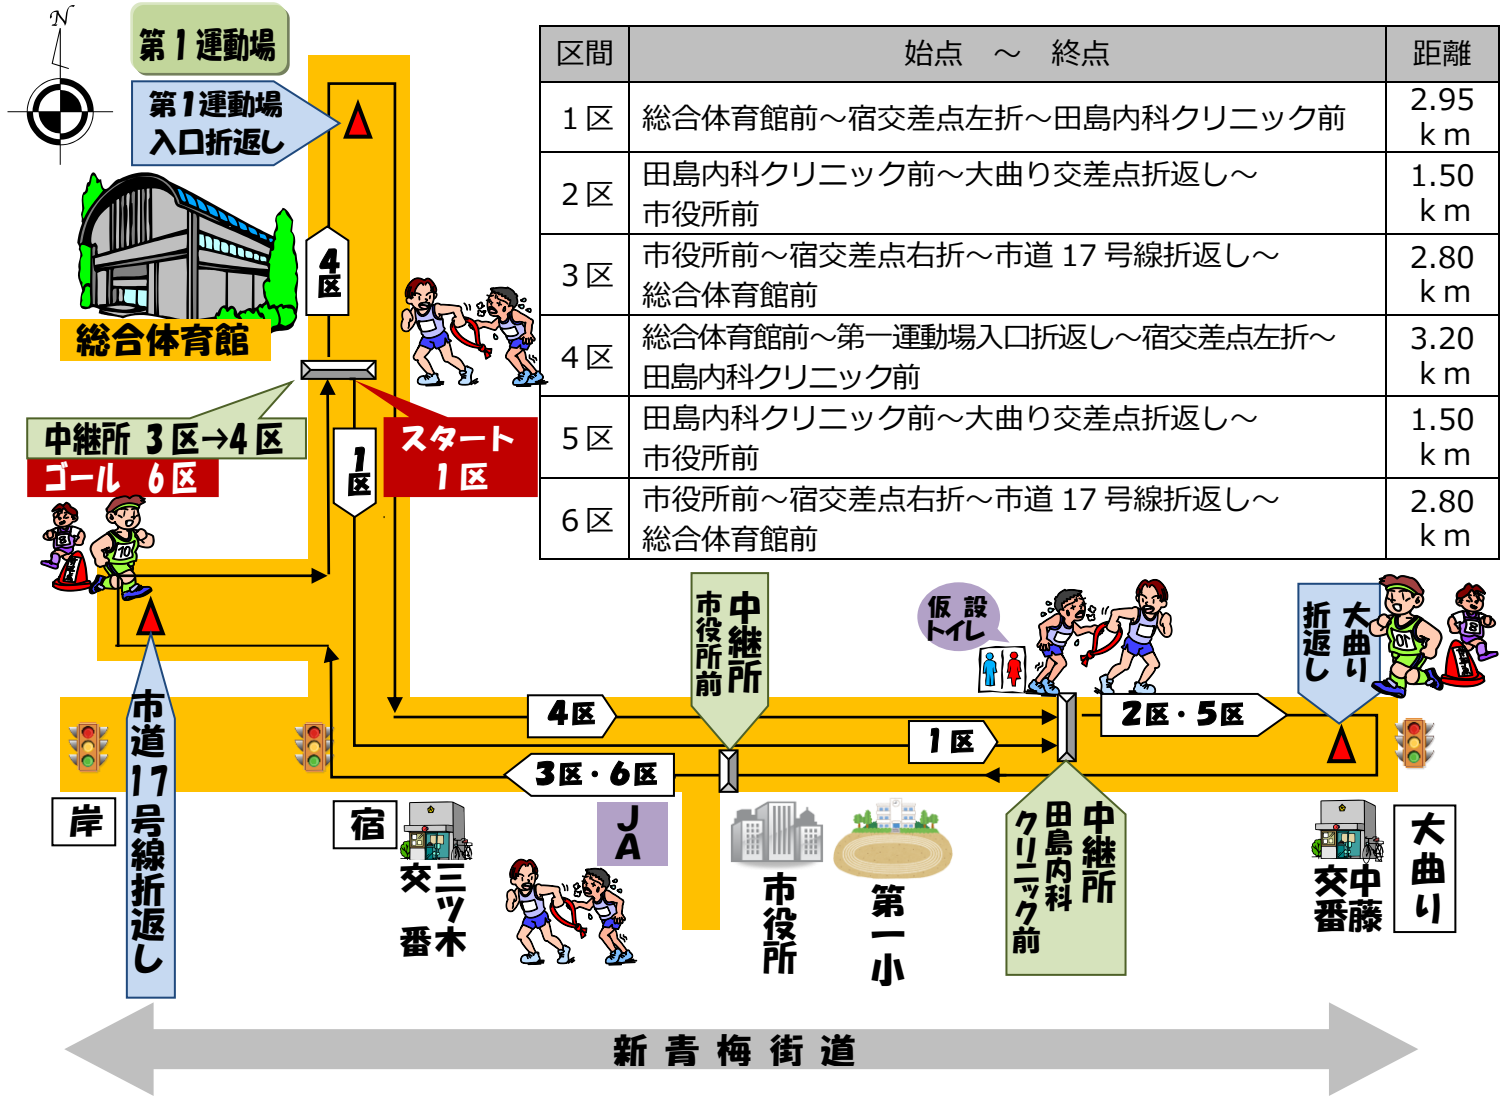 N
第1運動場
第1運動場
入口折返し
区間 始点 ～ 終点 距離
1区 総合体育館前～宿交差点左折～田島内科クリニック前 2.95
km
2区 田島内科クリニック前～大曲り交差点折返し～
市役所前 1.50
km
3区 市役所前～宿交差点右折～市道17号線折返し～
総合体育館前 2.80
km
4区 総合体育館前～第一運動場入口折返し～宿交差点左折～
田島内科クリニック前 3.20
km
5区 田島内科クリニック前～大曲り交差点折返し～
市役所前 1.50
km
6区 市役所前～宿交差点右折～市道17号線折返し～
総合体育館前 2.80
km
4区
総合体育館
中継所 3区→4区
ゴール 6区
1区
スタート
1区
10
8
中継所
市役所前
仮設
トイレ
大曲り
折返し
10
8
4区
1区
2区・5区
3区・6区
市道17号線折返し
岸
宿
三ツ木
交番
JA
市役所
第一小
中継所
田島内科
クリニック前
中藤
交番
大曲り
新青梅街道